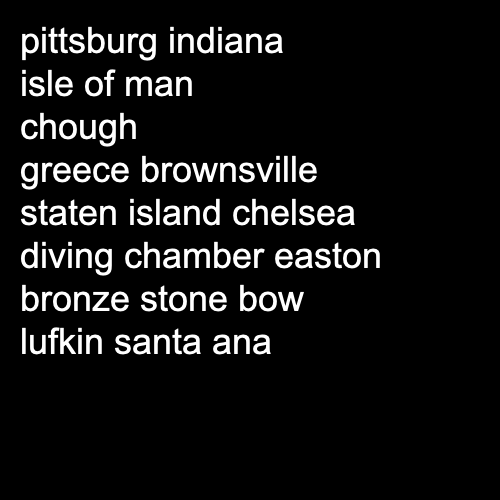 pittsburg indiana
isle of man
chough
greece brownsville
staten island chelsea
diving chamber easton
bronze stone bow
lufkin santa ana